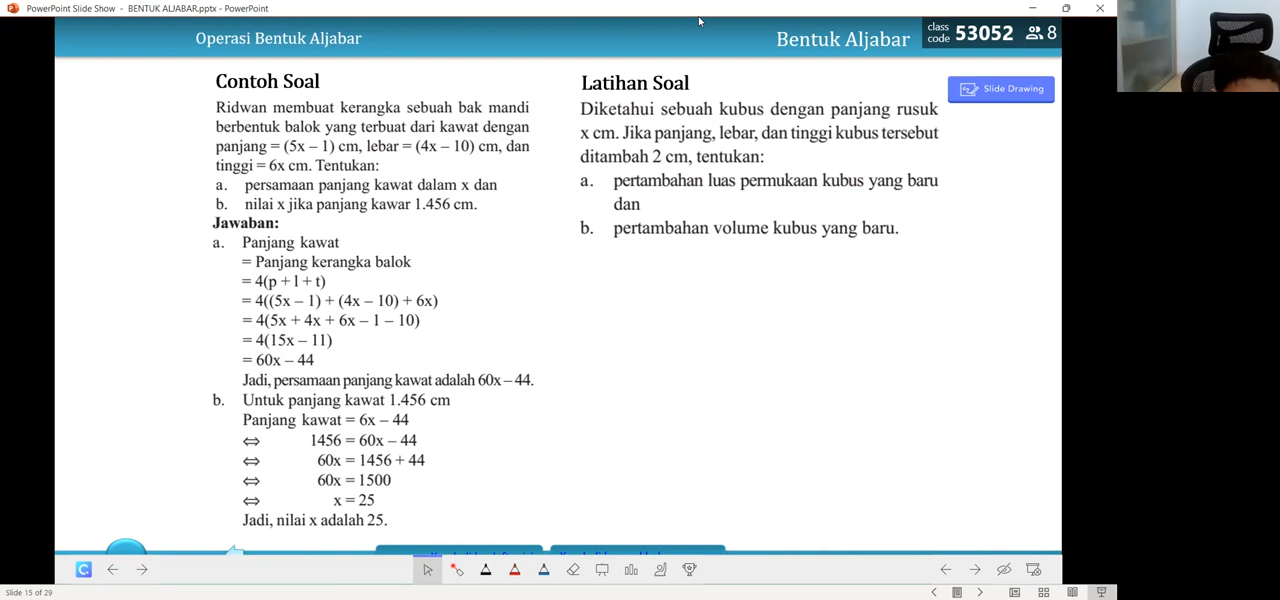 PowerPoint Slide Show - BENTUK ALJABAR.pptx - PowerPoint
Operasi Bentuk Aljabar
Bentuk Aljabar
class code 53052 8
Slide Drawing
Contoh Soal
Ridwan membuat kerangka sebuah bak mandi
berbentuk balok yang terbuat dari kawat dengan
panjang = (5x – 1) cm, lebar = (4x – 10) cm, dan
tinggi = 6x cm. Tentukan:
a. persamaan panjang kawat dalam x dan
b. nilai x jika panjang kawar 1.456 cm.
Jawaban:
a. Panjang kawat
= Panjang kerangka balok
= 4(p + l + t)
= 4((5x – 1) + (4x – 10) + 6x)
= 4(5x + 4x + 6x – 1 – 10)
= 4(15x – 11)
= 60x – 44
Jadi, persamaan panjang kawat adalah 60x – 44.
b. Untuk panjang kawat 1.456 cm
Panjang kawat = 6x – 44
⇔ 1456 = 60x – 44
⇔ 60x = 1456 + 44
⇔ 60x = 1500
⇔ x = 25
Jadi, nilai x adalah 25.
Latihan Soal
Diketahui sebuah kubus dengan panjang rusuk
x cm. Jika panjang, lebar, dan tinggi kubus tersebut
ditambah 2 cm, tentukan:
a. pertambahan luas permukaan kubus yang baru
dan
b. pertambahan volume kubus yang baru.
Slide 15 of 29